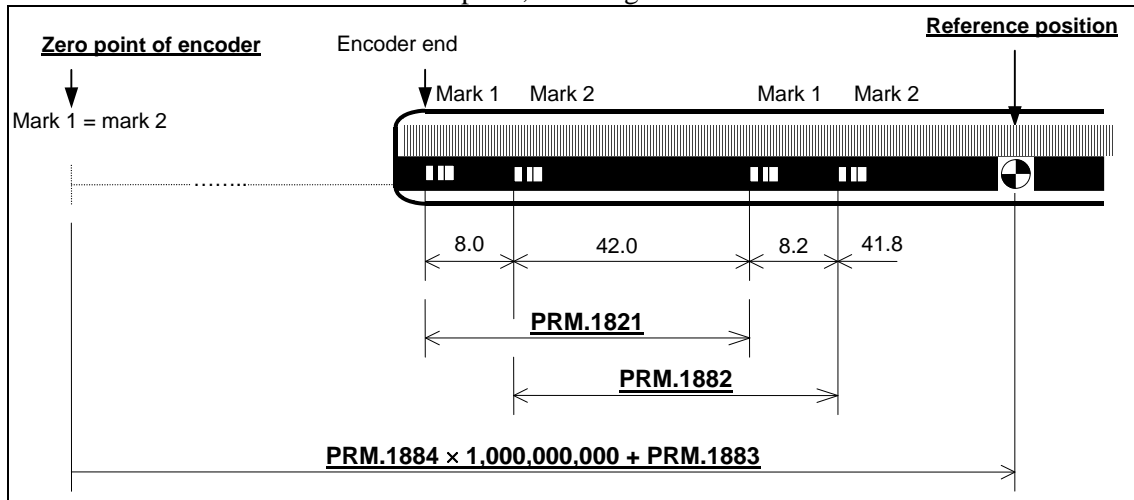 Zero point of encoder
Encoder end
Reference position
Mark 1
Mark 2
Mark 1
Mark 2
Mark 1 = mark 2
8.0
42.0
8.2
41.8
PRM.1821
PRM.1882
PRM.1884 × 1,000,000,000 + PRM.1883